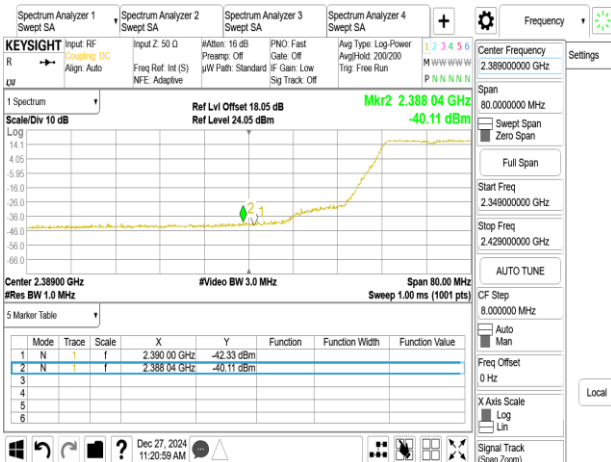 Spectrum Analyzer 1
Swept SA
Spectrum Analyzer 2
Swept SA
Spectrum Analyzer 3
Swept SA
Spectrum Analyzer 4
Swept SA
Frequency
KEYSIGHT
R
Input: RF
Coupling: DC
Align: Auto
Input Z: 50 Ω
Freq Ref: Int (S)
NFE: Adaptive
#Atten: 16 dB
Preamp: Off
µW Path: Standard
PNO: Fast
Gate: Off
IF Gain: Low
Sig Track: Off
Avg Type: Log-Power
Avg|Hold: 200/200
Trig: Free Run
1 2 3 4 5 6
M W W W W W
P N N N N N
1 Spectrum
Scale/Div 10 dB
Ref Lvl Offset 18.05 dB
Ref Level 24.05 dBm
Mkr2 2.388 04 GHz
-40.11 dBm
Log
14.1
4.05
-5.95
-16.0
-26.0
-36.0
-46.0
-56.0
-66.0
2
1
Center 2.38900 GHz
#Res BW 1.0 MHz
#Video BW 3.0 MHz
Span 80.00 MHz
Sweep 1.00 ms (1001 pts)
5 Marker Table
Mode Trace Scale X Y Function Function Width Function Value
1 N 1 f 2.390 00 GHz -42.33 dBm
2 N 1 f 2.388 04 GHz -40.11 dBm
3
4
5
6
Dec 27, 2024
11:20:59 AM
Center Frequency
2.389000000 GHz
Span
80.0000000 MHz
Swept Span
Zero Span
Full Span
Start Freq
2.349000000 GHz
Stop Freq
2.429000000 GHz
AUTO TUNE
CF Step
8.000000 MHz
Auto
Man
Freq Offset
0 Hz
X Axis Scale
Log
Lin
Signal Track
(Span Zoom)
Settings
Local